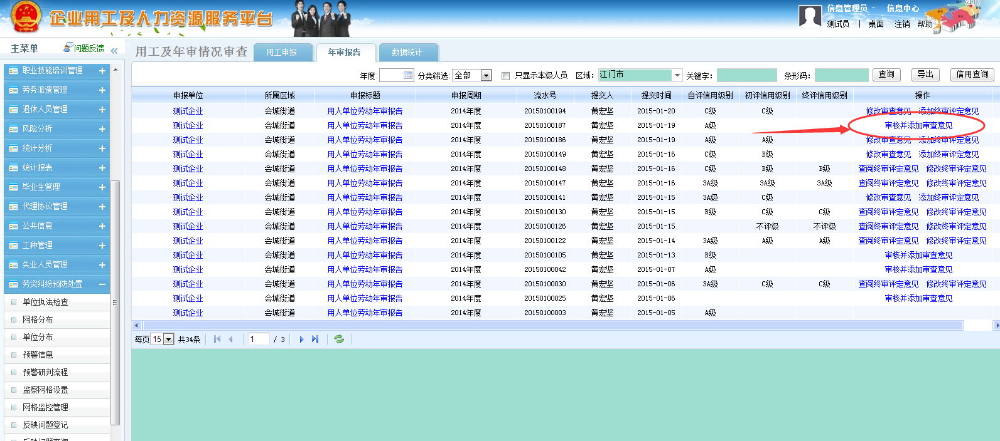 企业用工及人力资源服务平台
信息管理员 - 信息中心
测试员 | 桌面 注销 帮助
江门
主菜单 问题反馈 «
职业技能培训管理 +
劳务派遣管理 +
退休人员管理 +
风险分析 +
统计分析 +
统计报表 +
毕业生管理 +
代理协议管理 +
公共信息 +
工种管理 +
失业人员管理 +
劳资纠纷预防处置 −
单位执法检查
网格分布
单位分布
预警信息
预警研判流程
监察网格设置
网格监控管理
反映问题登记
反映问题查询
用工及年审情况审查 用工申报 年审报告 数据统计
年度: 分类筛选: 全部 只显示本级人员 区域: 江门市 关键字: 条形码: 查询 导出 信用查询
申报单位 所属区域 申报标题 申报周期 流水号 提交人 提交时间 自评信用级别 初评信用级别 终评信用级别 操作
测试企业 会城街道 用人单位劳动年审报告 2014年度 20150100194 黄宏坚 2015-01-20 C级 C级 修改审查意见 添加终审评定意见
测试企业 会城街道 用人单位劳动年审报告 2014年度 20150100187 黄宏坚 2015-01-19 A级 审核并添加审查意见
测试企业 会城街道 用人单位劳动年审报告 2014年度 20150100186 黄宏坚 2015-01-19 A级 A级 修改审查意见 添加终审评定意见
测试企业 会城街道 用人单位劳动年审报告 2014年度 20150100149 黄宏坚 2015-01-16 C级 B级 修改审查意见 添加终审评定意见
测试企业 会城街道 用人单位劳动年审报告 2014年度 20150100148 黄宏坚 2015-01-16 C级 B级 B级 查阅终审评定意见 修改终审评定意见
测试企业 会城街道 用人单位劳动年审报告 2014年度 20150100147 黄宏坚 2015-01-16 3A级 3A级 3A级 查阅终审评定意见 修改终审评定意见
测试企业 会城街道 用人单位劳动年审报告 2014年度 20150100141 黄宏坚 2015-01-15 3A级 C级 修改审查意见 添加终审评定意见
测试企业 会城街道 用人单位劳动年审报告 2014年度 20150100130 黄宏坚 2015-01-15 B级 C级 C级 查阅终审评定意见 修改终审评定意见
测试企业 会城街道 用人单位劳动年审报告 2014年度 20150100126 黄宏坚 2015-01-15 不评级 不评级 查阅终审评定意见 修改终审评定意见
测试企业 会城街道 用人单位劳动年审报告 2014年度 20150100122 黄宏坚 2015-01-14 3A级 A级 A级 查阅终审评定意见 修改终审评定意见
测试企业 会城街道 用人单位劳动年审报告 2014年度 20150100105 黄宏坚 2015-01-13 B级 审核并添加审查意见
测试企业 会城街道 用人单位劳动年审报告 2014年度 20150100042 黄宏坚 2015-01-07 A级 审核并添加审查意见
测试企业 会城街道 用人单位劳动年审报告 2014年度 20150100030 黄宏坚 2015-01-06 3A级 C级 C级 查阅终审评定意见 修改终审评定意见
测试企业 会城街道 用人单位劳动年审报告 2014年度 20150100025 黄宏坚 2015-01-06 审核并添加审查意见
测试企业 会城街道 用人单位劳动年审报告 2014年度 20150100003 黄宏坚 2015-01-05 A级
每页 15 共34条 1 / 3